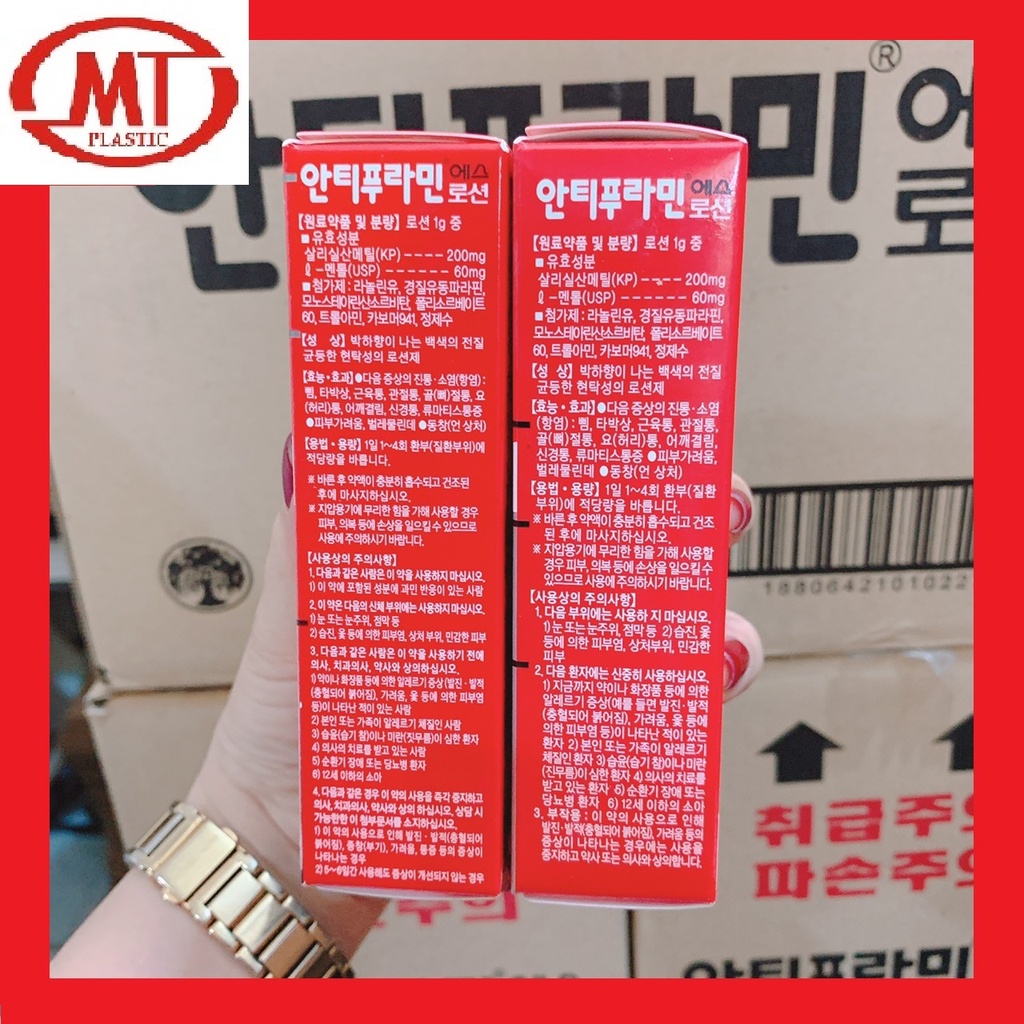 MT
PLASTIC
안티푸라민 에스
로션
®
안티푸라민 에스 로션
【원료약품 및 분량】 로션 1g 중
■유효성분
살리실산메틸(KP) ---- 200mg
ℓ-멘톨(USP) ------ 60mg
■첨가제 : 라놀린유, 경질유동파라핀,
모노스테아린산소르비탄, 폴리소르베이트
60, 트롤아민, 카보머941, 정제수
【성 상】 박하향이 나는 백색의 전질
균등한 현탁성의 로션제
【효능·효과】●다음 증상의 진통·소염(항염) :
삠, 타박상, 근육통, 관절통, 골(뼈)절통, 요
(허리)통, 어깨결림, 신경통, 류마티스통증
●피부가려움, 벌레물린데 ●동창(언 상처)
【용법·용량】 1일 1~4회 환부(질환부위)에
적당량을 바릅니다.
※ 바른 후 약액이 충분히 흡수되고 건조된
후에 마사지하십시오.
※ 지압용기에 무리한 힘을 가해 사용할 경우
피부, 의복 등에 손상을 일으킬 수 있으므로
사용에 주의하시기 바랍니다.
【사용상의 주의사항】
1. 다음과 같은 사람은 이 약을 사용하지 마십시오.
1) 이 약에 포함된 성분에 과민 반응이 있는 사람
2. 이 약은 다음의 신체 부위에는 사용하지 마십시오.
1) 눈 또는 눈주위, 점막 등
2) 습진, 옻 등에 의한 피부염, 상처 부위, 민감한 피부
3. 다음과 같은 사람은 이 약을 사용하기 전에
의사, 치과의사, 약사와 상의하십시오.
1) 약이나 화장품 등에 의한 알레르기 증상(발진·발적
(충혈되어 붉어짐), 가려움, 옻 등에 의한 피부염
등)이 나타난 적이 있는 사람
2) 본인 또는 가족이 알레르기 체질인 사람
3) 습윤(습기 참)이나 미란(짓무름)이 심한 환자
4) 의사의 치료를 받고 있는 사람
5) 순환기 장애 또는 당뇨병 환자
6) 12세 이하의 소아
4. 다음과 같은 경우 이 약의 사용을 즉각 중지하고
의사, 치과의사, 약사와 상의 하십시오. 상담 시
가능한한 이 첨부문서를 소지하십시오.
1) 이 약의 사용으로 인해 발진·발적(충혈되어
붉어짐), 종창(부기), 가려움, 통증 등의 증상이
나타나는 경우
2) 5~6일간 사용해도 증상이 개선되지 않는 경우
안티푸라민 에스 로션
【원료약품 및 분량】 로션 1g 중
■유효성분
살리실산메틸(KP) ---- 200mg
ℓ-멘톨(USP) ------ 60mg
■첨가제 : 라놀린유, 경질유동파라핀,
모노스테아린산소르비탄, 폴리소르베이트
60, 트롤아민, 카보머941, 정제수
【성 상】 박하향이 나는 백색의 전질
균등한 현탁성의 로션제
【효능·효과】●다음 증상의 진통·소염
(항염) : 삠, 타박상, 근육통, 관절통,
골(뼈)절통, 요(허리)통, 어깨결림,
신경통, 류마티스통증 ●피부가려움,
벌레물린데 ●동창(언 상처)
【용법·용량】 1일 1~4회 환부(질환
부위)에 적당량을 바릅니다.
※ 바른 후 약액이 충분히 흡수되고 건조
된 후에 마사지하십시오.
※ 지압용기에 무리한 힘을 가해 사용할
경우 피부, 의복 등에 손상을 일으킬 수
있으므로 사용에 주의하시기 바랍니다.
【사용상의 주의사항】
1. 다음 부위에는 사용하 지 마십시오.
1) 눈 또는 눈주위, 점막 등 2) 습진, 옻
등에 의한 피부염, 상처부위, 민감한
피부
2. 다음 환자에는 신중히 사용하십시오.
1) 지금까지 약이나 화장품 등에 의한
알레르기 증상(예를 들면 발진·발적
(충혈되어 붉어짐), 가려움, 옻 등에
의한 피부염 등)이 나타난 적이 있는
환자 2) 본인 또는 가족이 알레르기
체질인 환자 3) 습윤(습기 참)이나 미란
(진무름)이 심한 환자 4) 의사의 치료를
받고 있는 환자 5) 순환기 장애 또는
당뇨병 환자 6) 12세 이하의 소아
3. 부작용 : 이 약의 사용으로 인해
발진·발적(충혈되어 붉어짐), 가려움 등의
증상이 나타나는 경우에는 사용을
중지하고 약사 또는 의사와 상의합니다.
1880642101022
취급주의
파손주의
안티푸라민